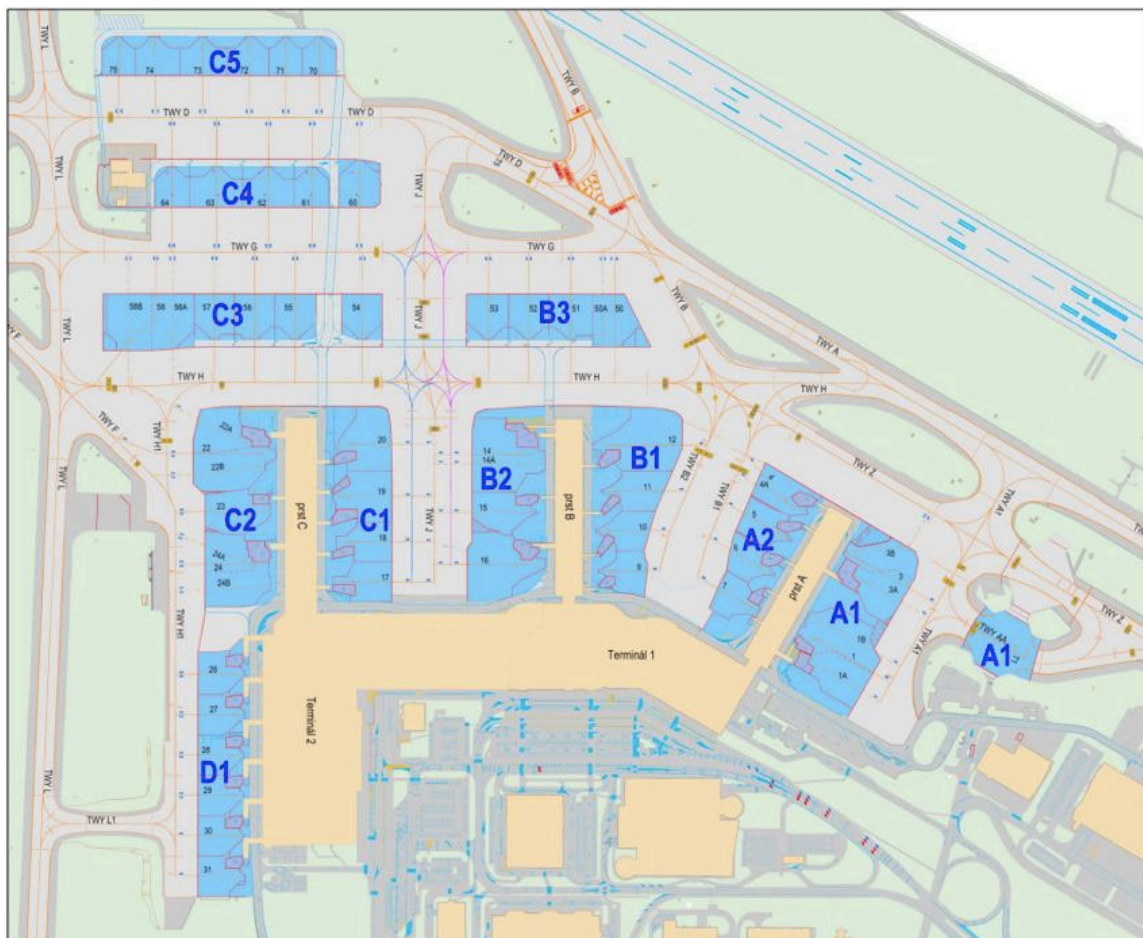 TWY L
C5
75
74
73
72
71
70
TWY B
TWY D
TWY D
TWY D
TWY L
TWY J
C4
64
63
62
61
60
TWY G
TWY G
58B
58
58A
57
56
55
54
C3
TWY J
53
52
51
50A
50
B3
TWY B
TWY A
TWY L
TWY F
TWY H
TWY H
TWY H
TWY F
TWY H1
22A
22
22B
23
24A
24
24B
C2
prst C
20
19
18
17
C1
TWY J
14
14A
15
16
B2
prst B
12
11
10
9
B1
TWY B2
TWY B1
TWY Z
4A
5
6
7
A2
prst A
3B
3
3A
1B
1
1A
A1
TWY A1
TWY A1
TWY AA
A1
TWY Z
TWY L
TWY H1
26
27
28
29
30
31
D1
Terminál 2
Terminál 1
TWY L
TWY L1